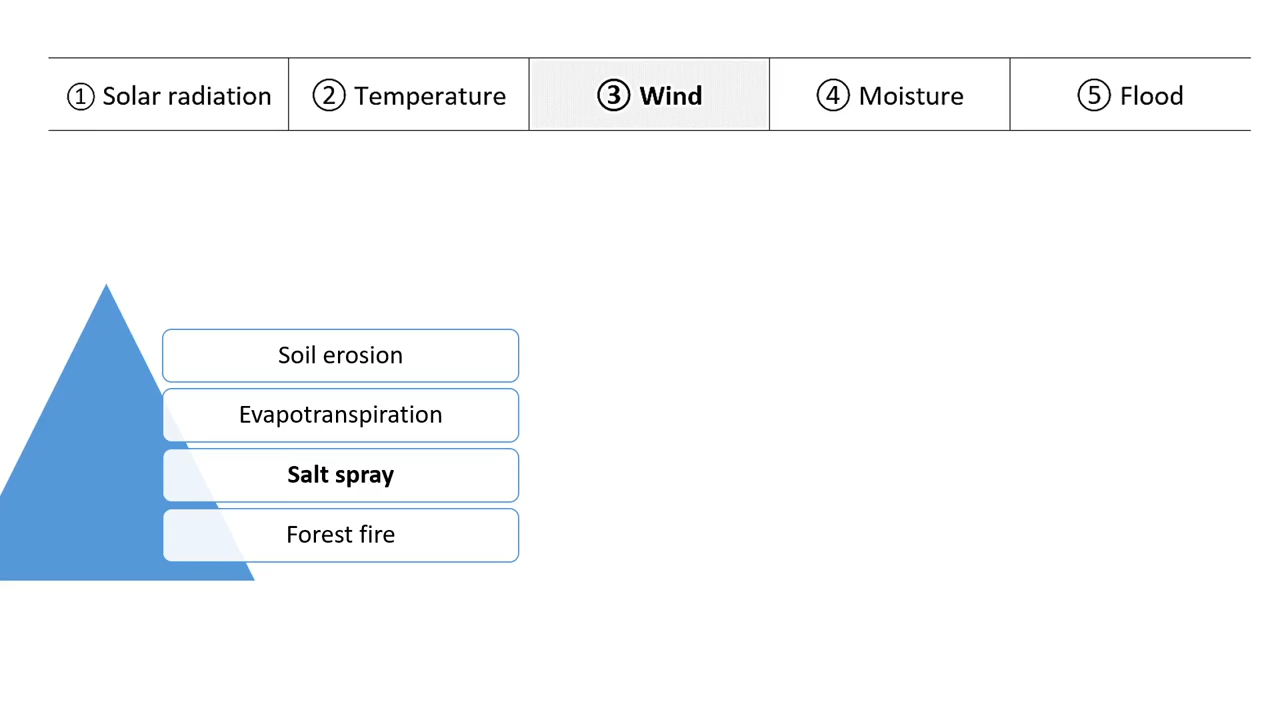 ① Solar radiation
② Temperature
③ Wind
④ Moisture
⑤ Flood
Soil erosion
Evapotranspiration
Salt spray
Forest fire